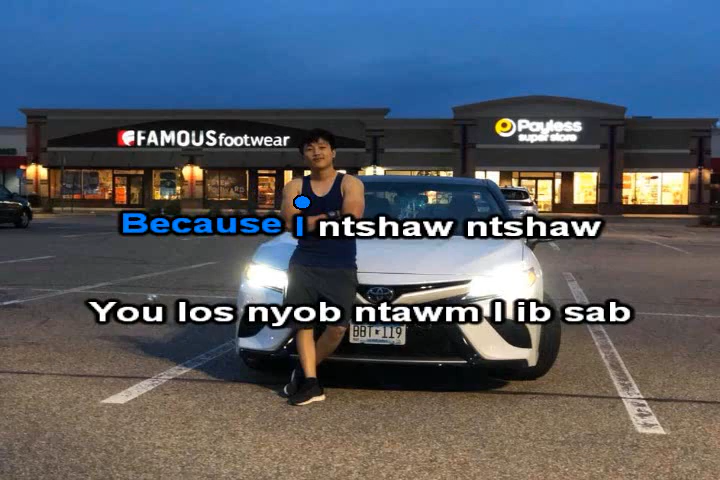 FAMOUS footwear
Payless
super store
Because i ntshaw ntshaw
You los nyob ntawm I ib sab
BBT★119